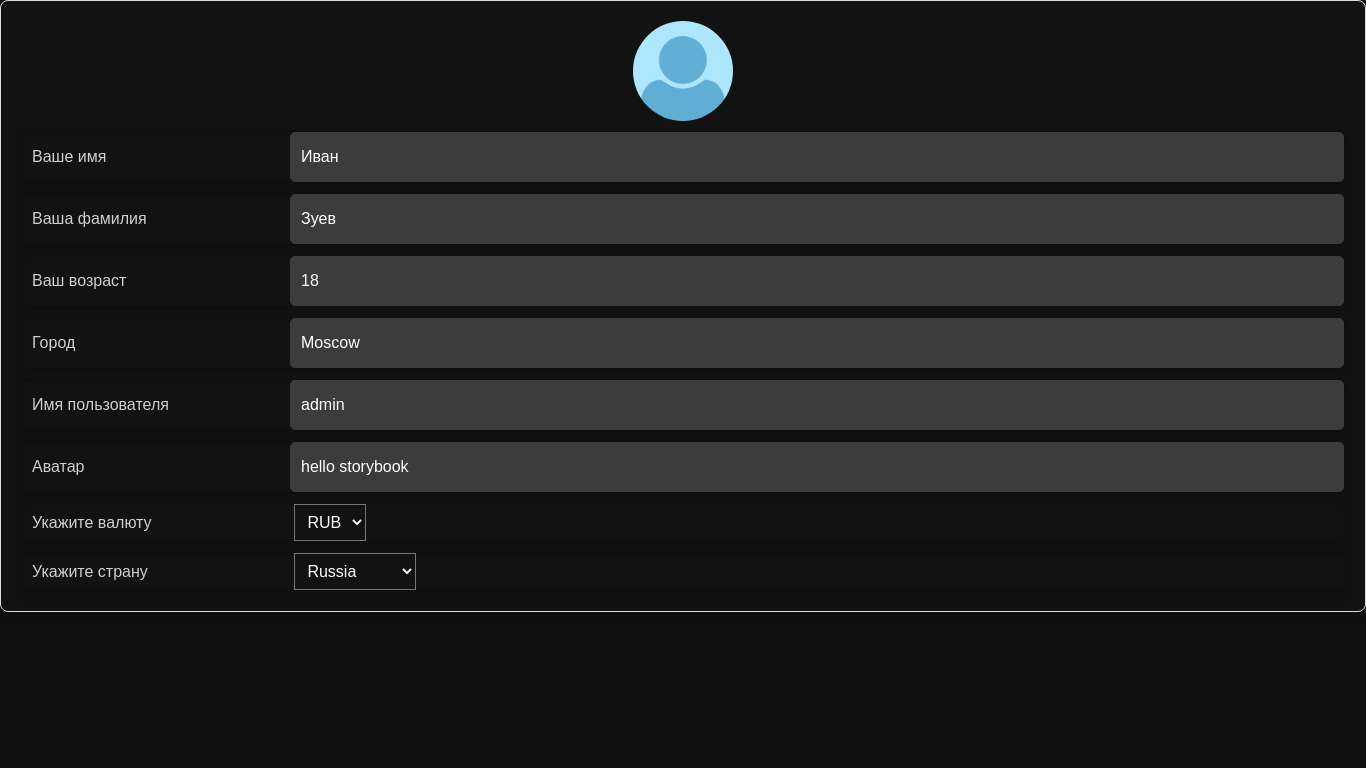 Ваше имя
Иван
Ваша фамилия
Зуев
Ваш возраст
18
Город
Moscow
Имя пользователя
admin
Аватар
hello storybook
Укажите валюту
RUB
Укажите страну
Russia